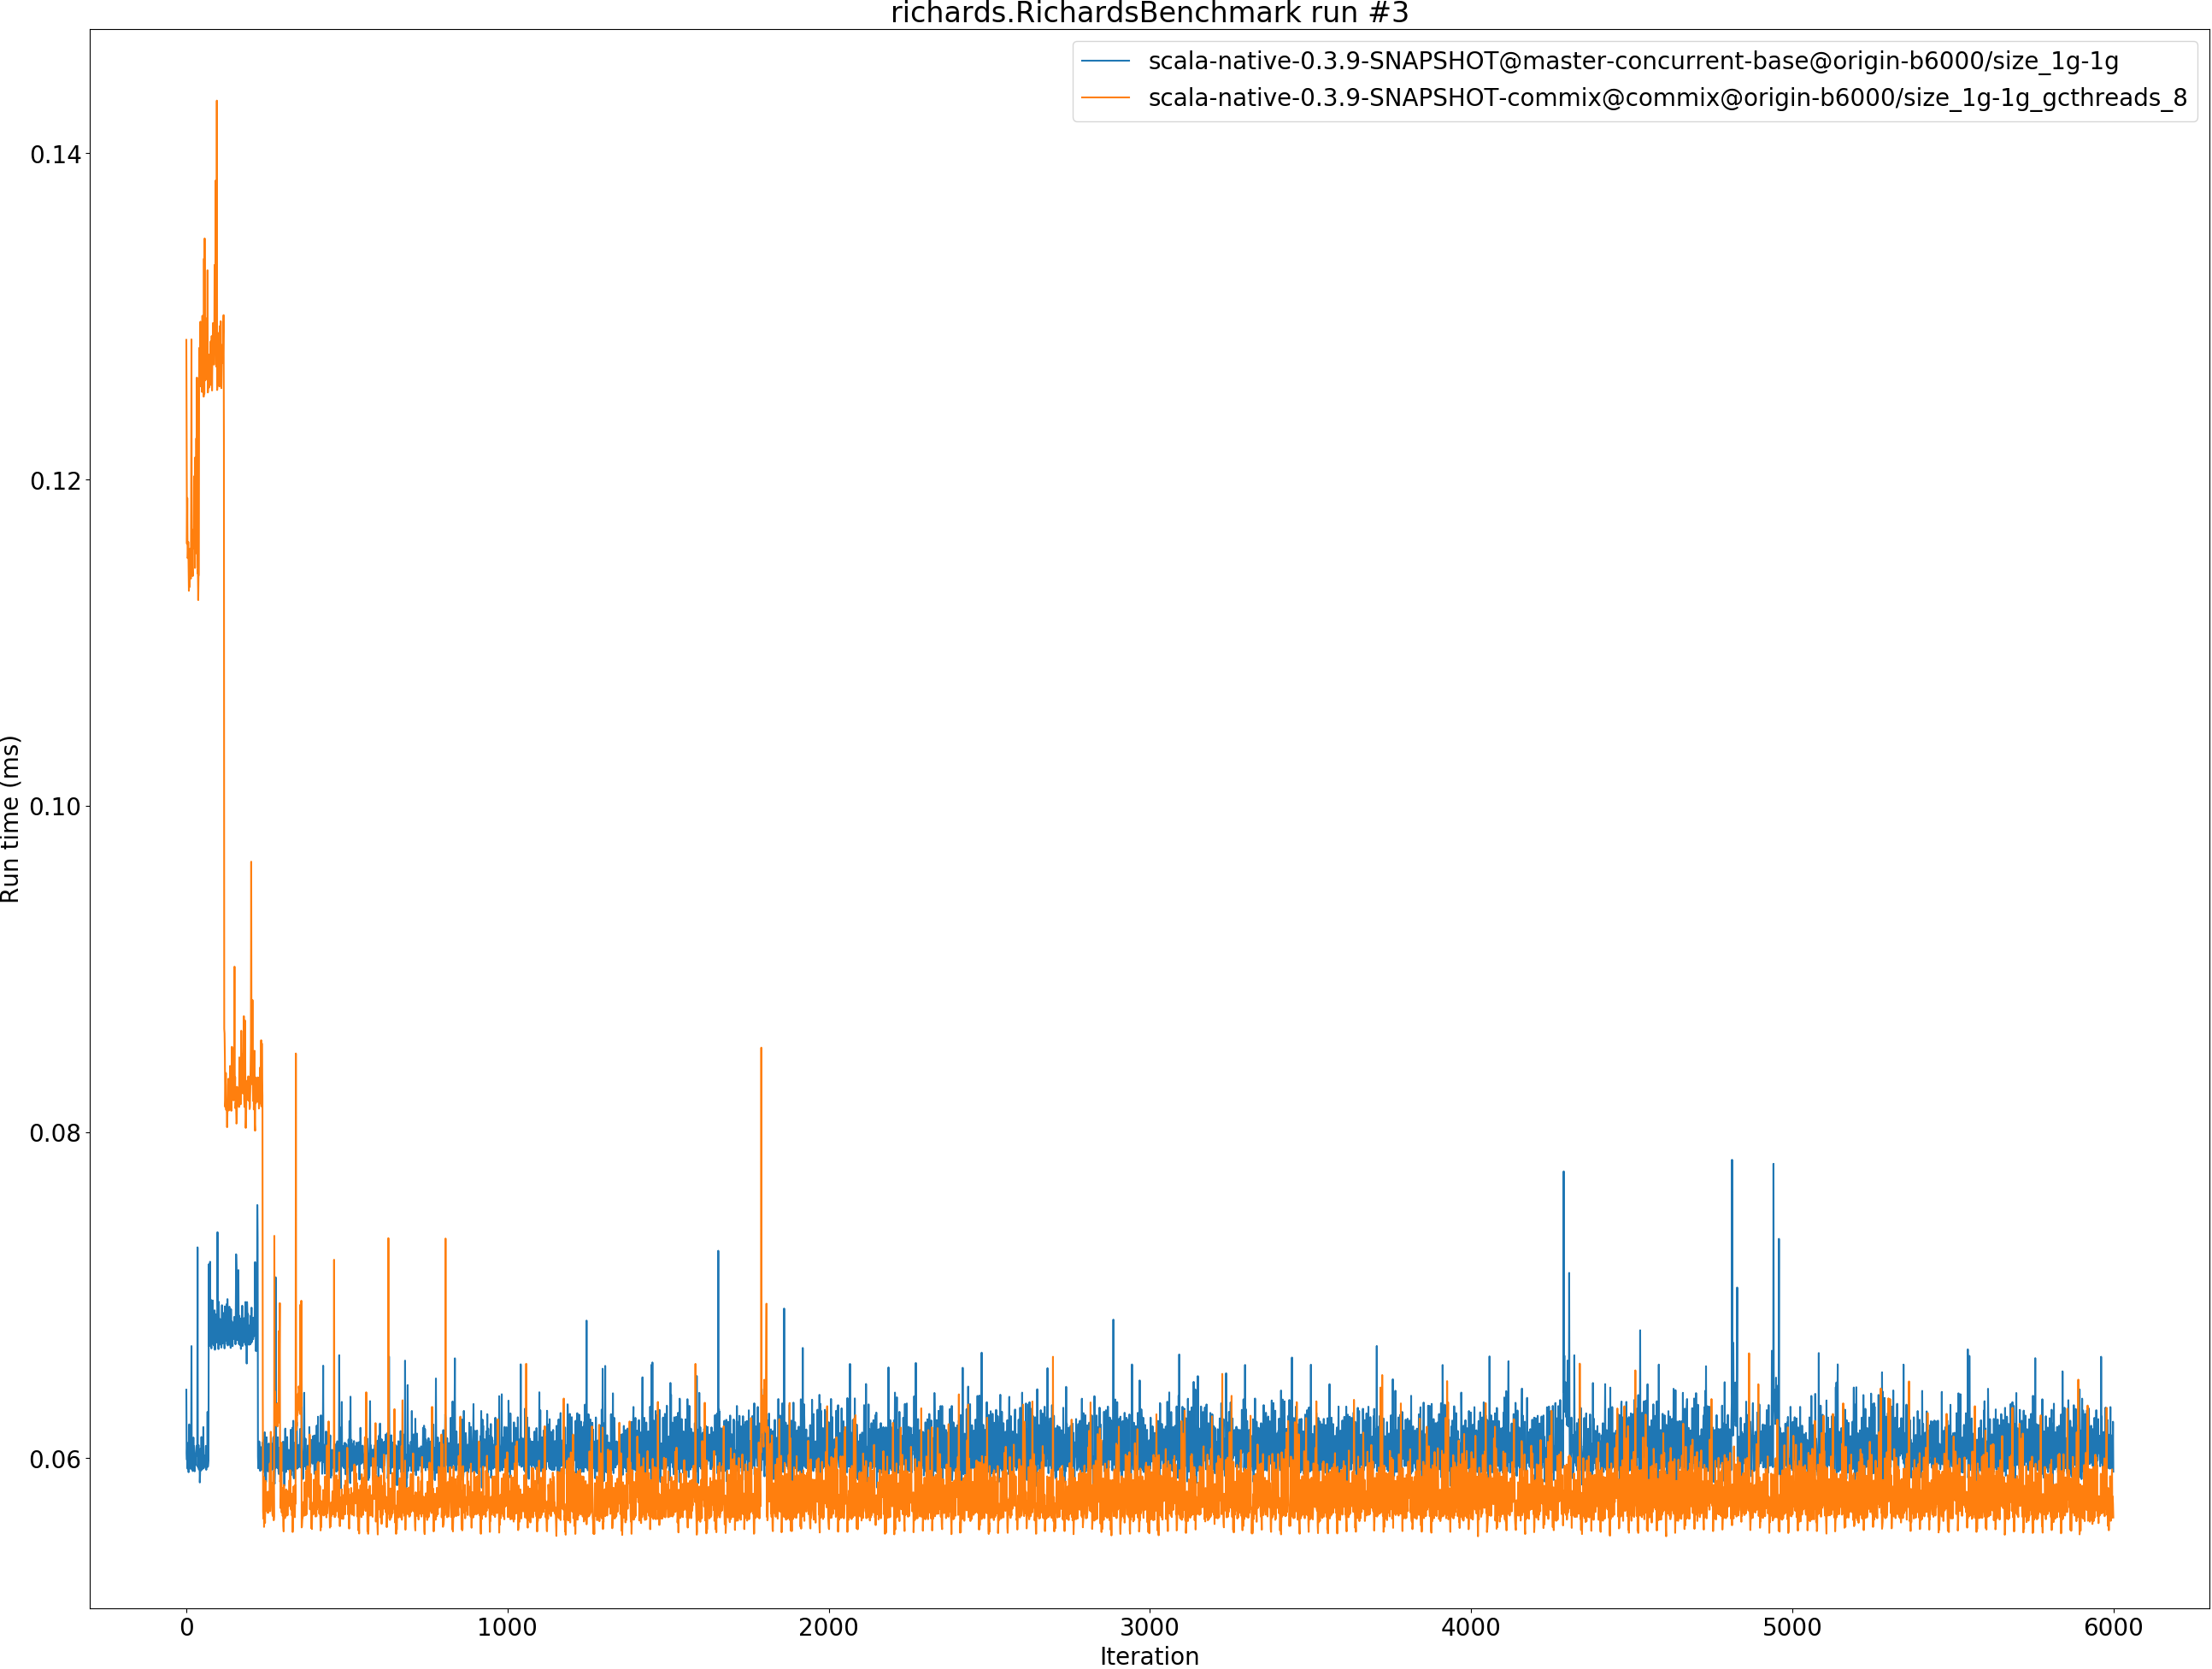 richards.RichardsBenchmark run #3
scala-native-0.3.9-SNAPSHOT@master-concurrent-base@origin-b6000/size_1g-1g
scala-native-0.3.9-SNAPSHOT-commix@commix@origin-b6000/size_1g-1g_gcthreads_8
0.14
0.12
0.10
0.08
0.06
Run time (ms)
0 1000 2000 3000 4000 5000 6000
Iteration